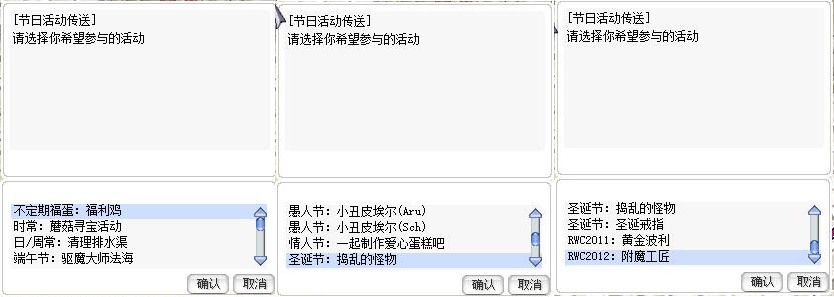 [节日活动传送]
请选择你希望参与的活动
不定期福蛋：福利鸡
时常：蘑菇寻宝活动
日/周常：清理排水渠
端午节：驱魔大师法海
确认
取消
[节日活动传送]
请选择你希望参与的活动
愚人节：小丑皮埃尔(Aru)
愚人节：小丑皮埃尔(Sch)
情人节：一起制作爱心蛋糕吧
圣诞节：捣乱的怪物
确认
取消
[节日活动传送]
请选择你希望参与的活动
圣诞节：捣乱的怪物
圣诞节：圣诞戒指
RWC2011：黄金波利
RWC2012：附魔工匠
确认
取消